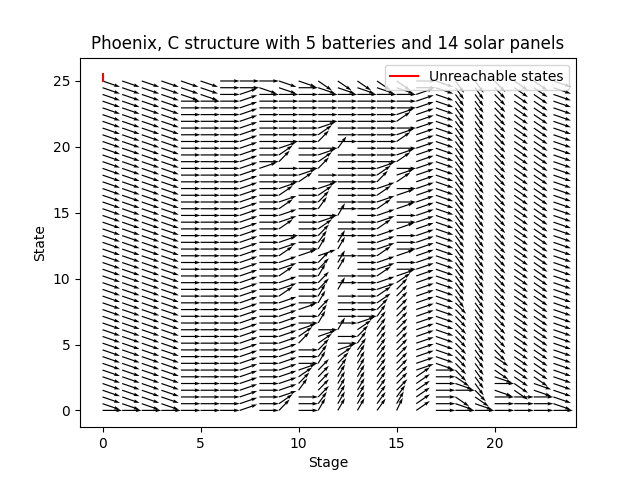 Phoenix, C structure with 5 batteries and 14 solar panels
Unreachable states
25
20
15
10
5
0
State
0 5 10 15 20
Stage